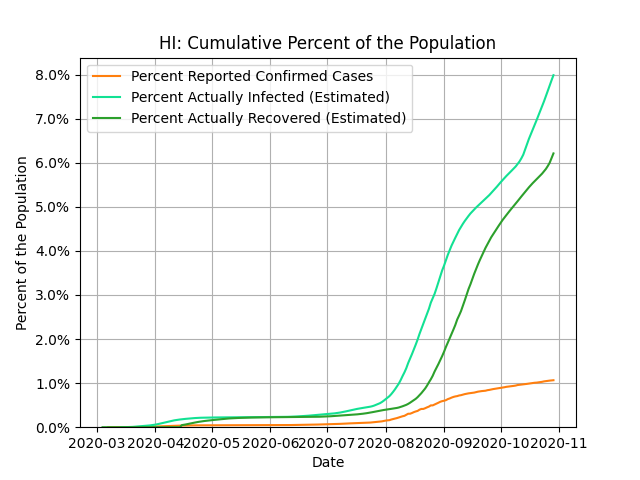 HI: Cumulative Percent of the Population
Percent Reported Confirmed Cases
Percent Actually Infected (Estimated)
Percent Actually Recovered (Estimated)
Percent of the Population
8.0%
7.0%
6.0%
5.0%
4.0%
3.0%
2.0%
1.0%
0.0%
2020-03 2020-04 2020-05 2020-06 2020-07 2020-08 2020-09 2020-10 2020-11
Date